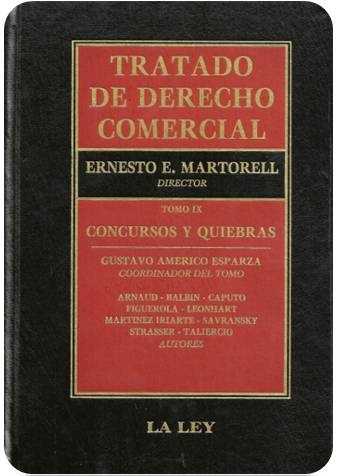 TRATADO
DE DERECHO
COMERCIAL
ERNESTO E. MARTORELL
DIRECTOR
TOMO IX
CONCURSOS Y QUIEBRAS
GUSTAVO AMERICO ESPARZA
COORDINADOR DEL TOMO
ARNAUD - BALBIN - CAPUTO
FIGUEROLA - LEONHART
MARTINEZ IRIARTE - SAVRANSKY
STRASSER - TALIERCIO
AUTORES
LA LEY